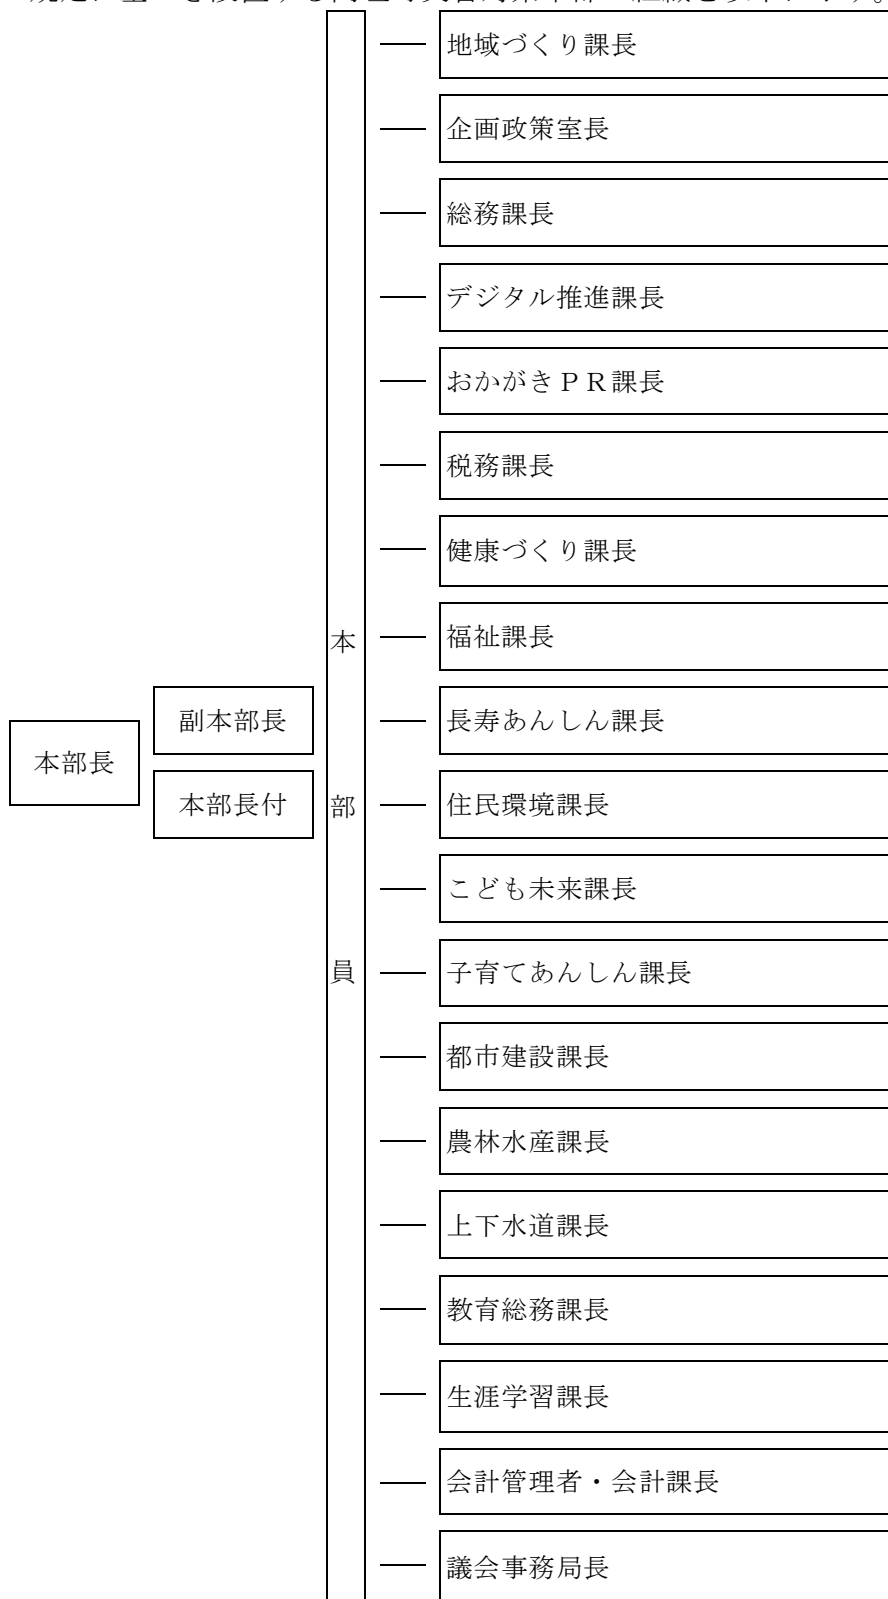 本部長
副本部長
本部長付
本部員
地域づくり課長
企画政策室長
総務課長
デジタル推進課長
おかがきＰＲ課長
税務課長
健康づくり課長
福祉課長
長寿あんしん課長
住民環境課長
こども未来課長
子育てあんしん課長
都市建設課長
農林水産課長
上下水道課長
教育総務課長
生涯学習課長
会計管理者・会計課長
議会事務局長